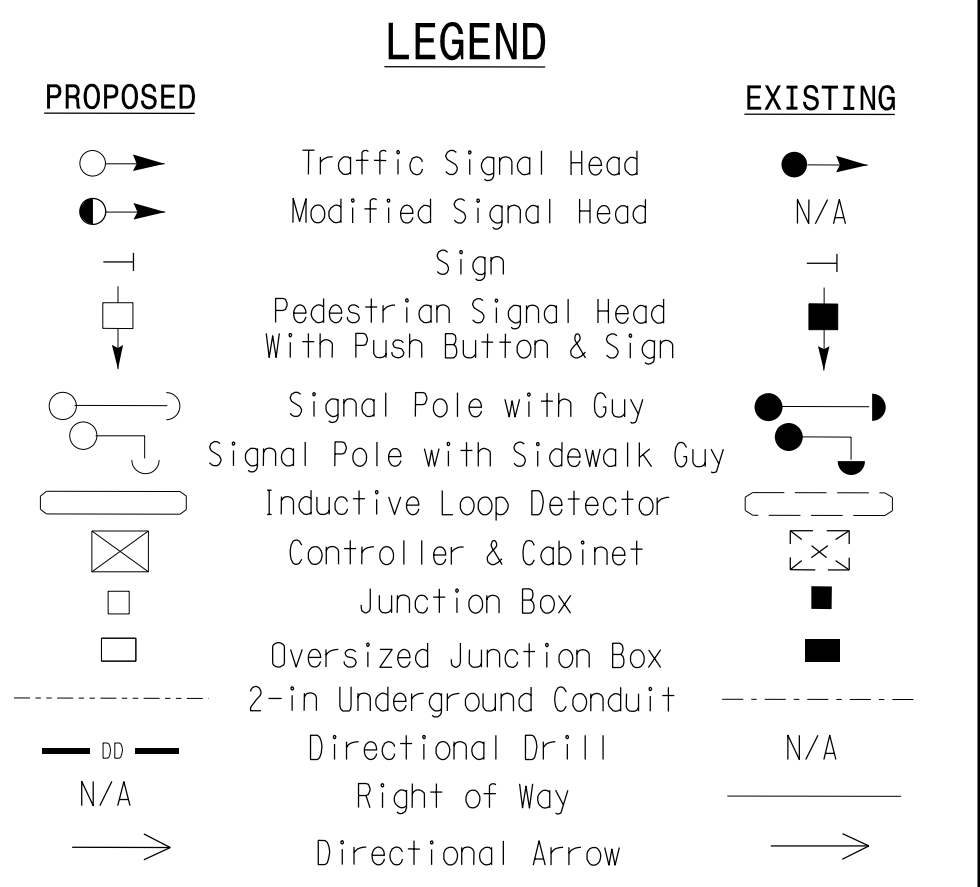 LEGEND
PROPOSED EXISTING
Traffic Signal Head
Modified Signal Head N/A
Sign
Pedestrian Signal Head
With Push Button & Sign
Signal Pole with Guy
Signal Pole with Sidewalk Guy
Inductive Loop Detector
Controller & Cabinet
Junction Box
Oversized Junction Box
2-in Underground Conduit
DD Directional Drill N/A
N/A Right of Way
Directional Arrow